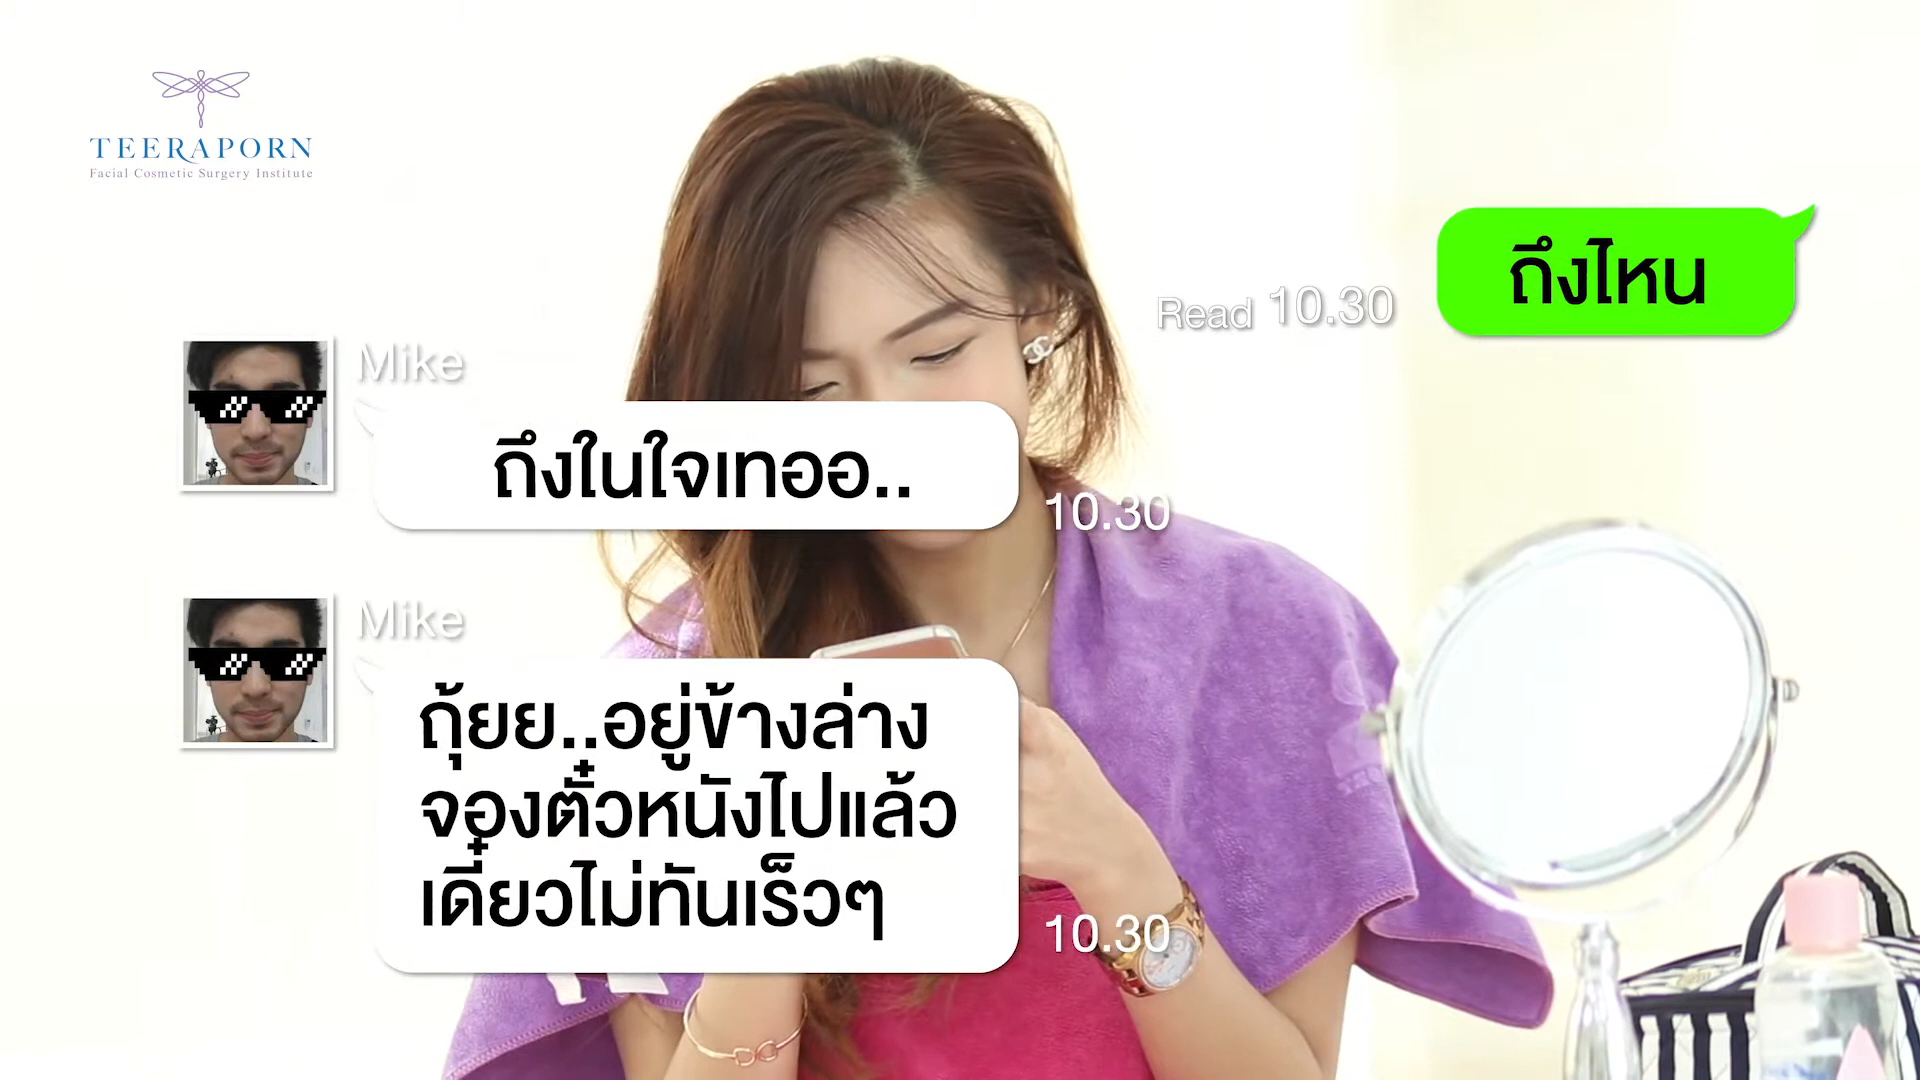 TEERAPORN
Facial Cosmetic Surgery Institute
ถึงไหน
Read 10.30
Mike
ถึงในใจเทออ..
10.30
Mike
ถุ้ยย..อยู่ข้างล่าง
จองตั๋วหนังไปแล้ว
เดี๋ยวไม่ทันเร็วๆ
10.30